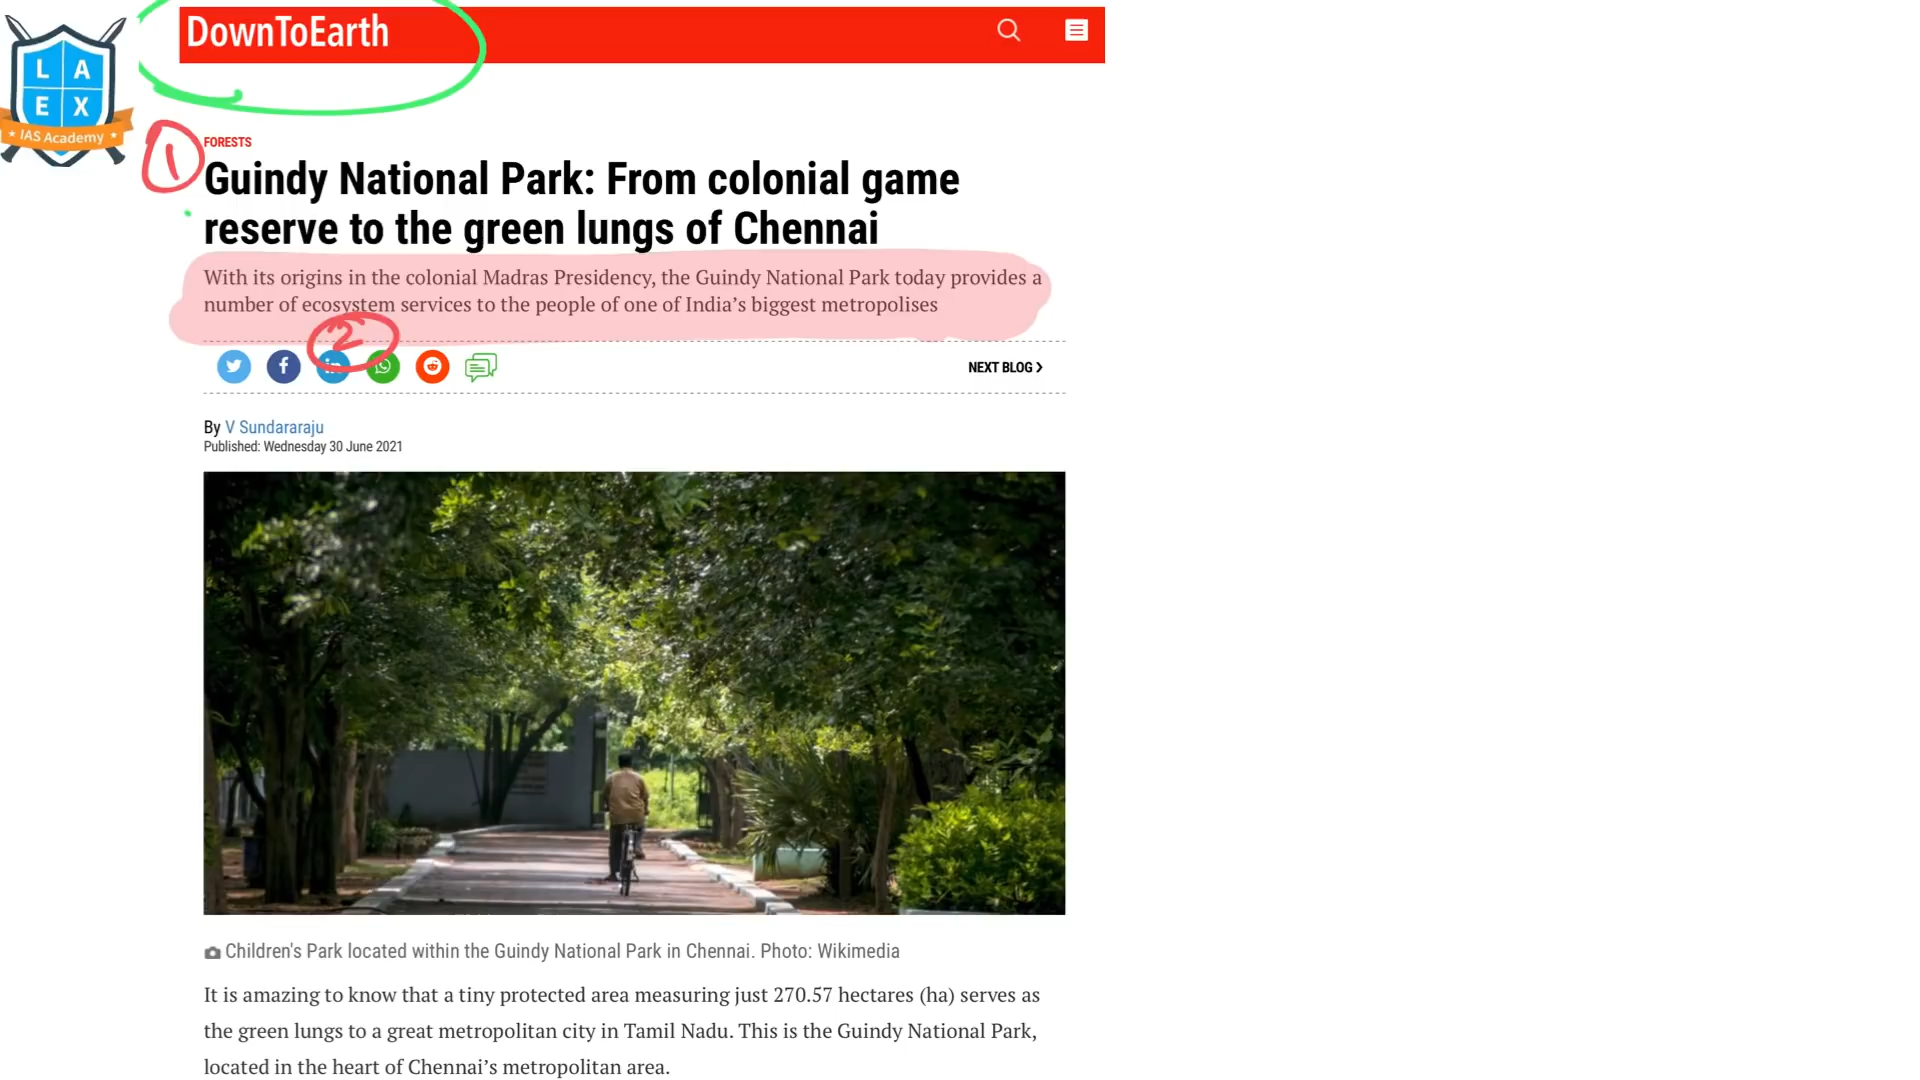 DownToEarth
L A
E X
IAS Academy
1
FORESTS
Guindy National Park: From colonial game
reserve to the green lungs of Chennai
With its origins in the colonial Madras Presidency, the Guindy National Park today provides a
number of ecosystem services to the people of one of India’s biggest metropolises
2
in
NEXT BLOG
By V Sundararaju
Published: Wednesday 30 June 2021
Children's Park located within the Guindy National Park in Chennai. Photo: Wikimedia
It is amazing to know that a tiny protected area measuring just 270.57 hectares (ha) serves as
the green lungs to a great metropolitan city in Tamil Nadu. This is the Guindy National Park,
located in the heart of Chennai’s metropolitan area.